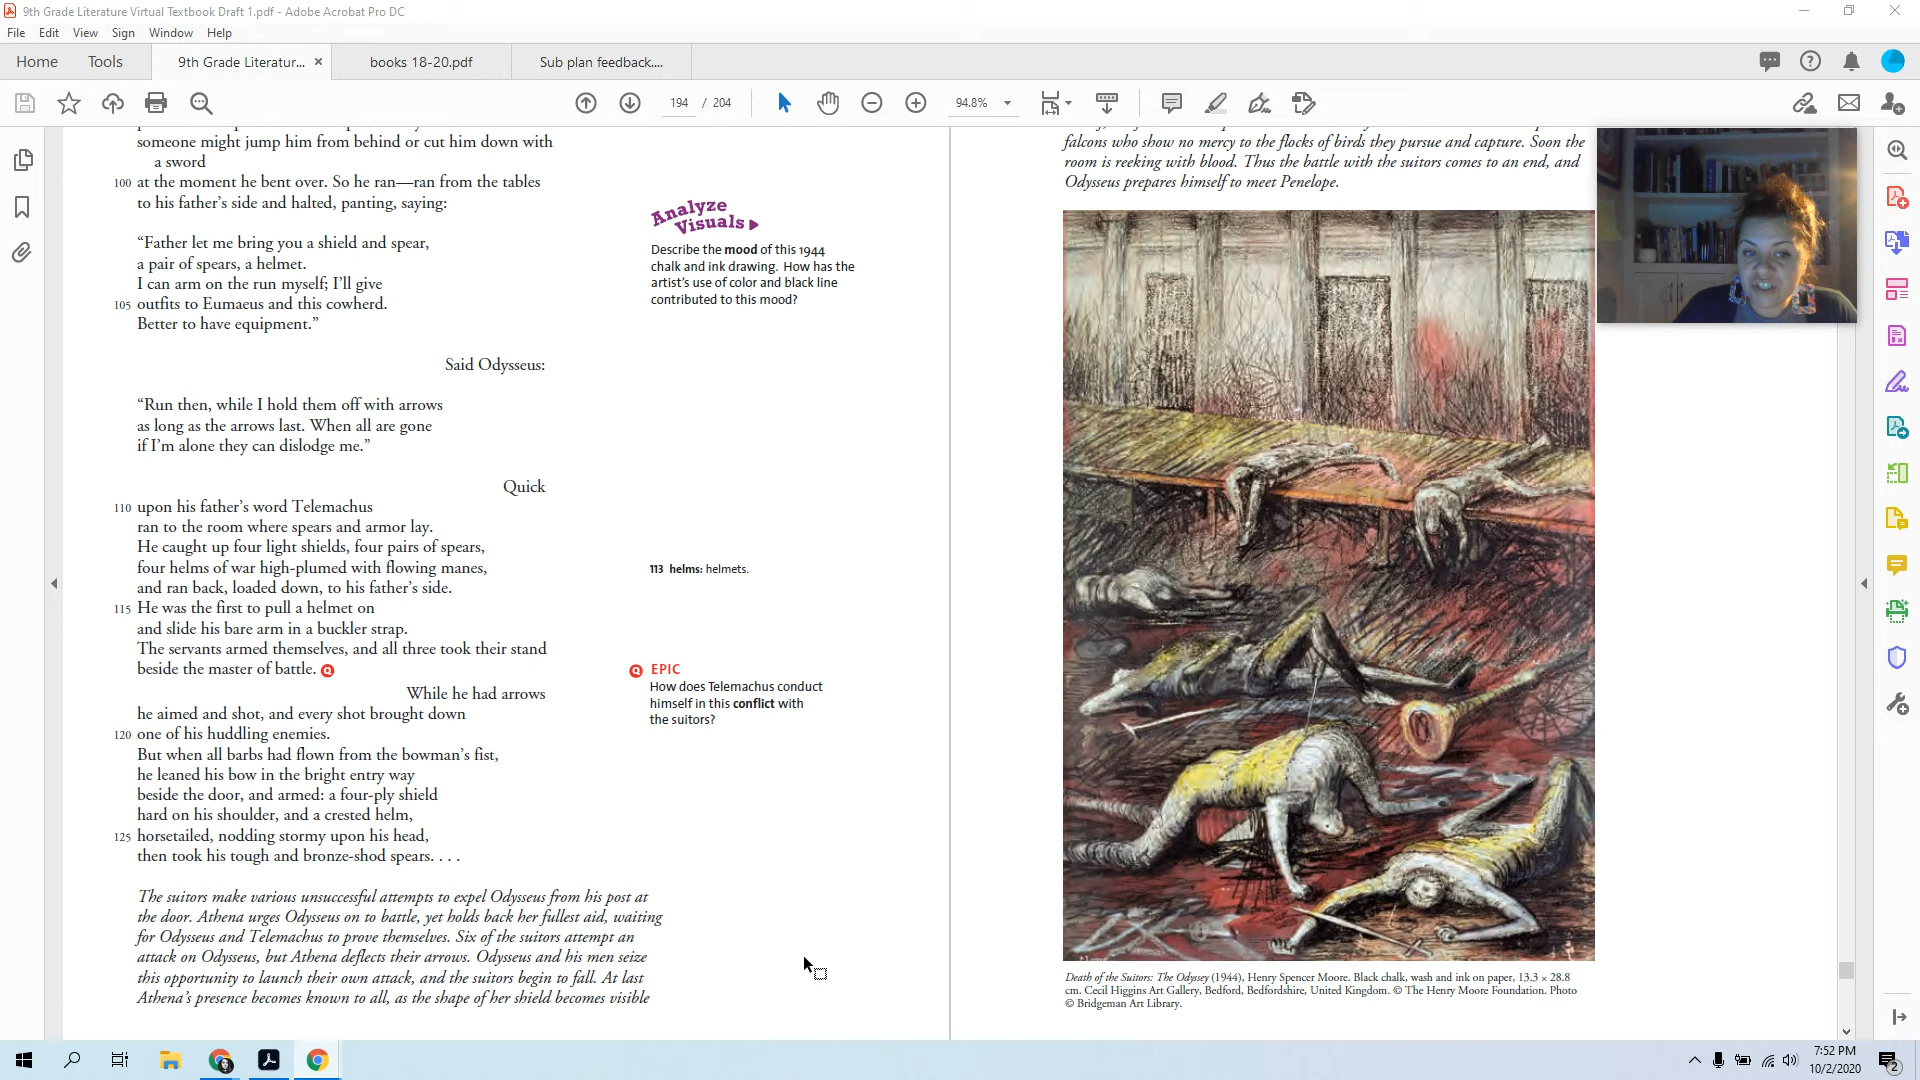 9th Grade Literature Virtual Textbook Draft 1.pdf - Adobe Acrobat Pro DC
File Edit View Sign Window Help
Home Tools 9th Grade Literatur... × books 18-20.pdf Sub plan feedback....
194 / 204 94.8%
someone might jump him from behind or cut him down with
a sword
100 at the moment he bent over. So he ran—ran from the tables
to his father's side and halted, panting, saying:
“Father let me bring you a shield and spear,
a pair of spears, a helmet.
I can arm on the run myself; I'll give
105 outfits to Eumaeus and this cowherd.
Better to have equipment.”
Said Odysseus:
“Run then, while I hold them off with arrows
as long as the arrows last. When all are gone
if I'm alone they can dislodge me.”
Quick
110 upon his father's word Telemachus
ran to the room where spears and armor lay.
He caught up four light shields, four pairs of spears,
four helms of war high-plumed with flowing manes,
and ran back, loaded down, to his father's side.
115 He was the first to pull a helmet on
and slide his bare arm in a buckler strap.
The servants armed themselves, and all three took their stand
beside the master of battle. Q
While he had arrows
he aimed and shot, and every shot brought down
120 one of his huddling enemies.
But when all barbs had flown from the bowman's fist,
he leaned his bow in the bright entry way
beside the door, and armed: a four-ply shield
hard on his shoulder, and a crested helm,
125 horsetailed, nodding stormy upon his head,
then took his tough and bronze-shod spears. . . .
The suitors make various unsuccessful attempts to expel Odysseus from his post at
the door. Athena urges Odysseus on to battle, yet holds back her fullest aid, waiting
for Odysseus and Telemachus to prove themselves. Six of the suitors attempt an
attack on Odysseus, but Athena deflects their arrows. Odysseus and his men seize
this opportunity to launch their own attack, and the suitors begin to fall. At last
Athena's presence becomes known to all, as the shape of her shield becomes visible
Analyze
Visuals
Describe the mood of this 1944
chalk and ink drawing. How has the
artist's use of color and black line
contributed to this mood?
113 helms: helmets.
Q EPIC
How does Telemachus conduct
himself in this conflict with
the suitors?
falcons who show no mercy to the flocks of birds they pursue and capture. Soon the
room is reeking with blood. Thus the battle with the suitors comes to an end, and
Odysseus prepares himself to meet Penelope.
Death of the Suitors: The Odyssey (1944), Henry Spencer Moore. Black chalk, wash and ink on paper, 13.3 × 28.8
cm. Cecil Higgins Art Gallery, Bedford, Bedfordshire, United Kingdom. © The Henry Moore Foundation. Photo
© Bridgeman Art Library.
7:52 PM
10/2/2020
2